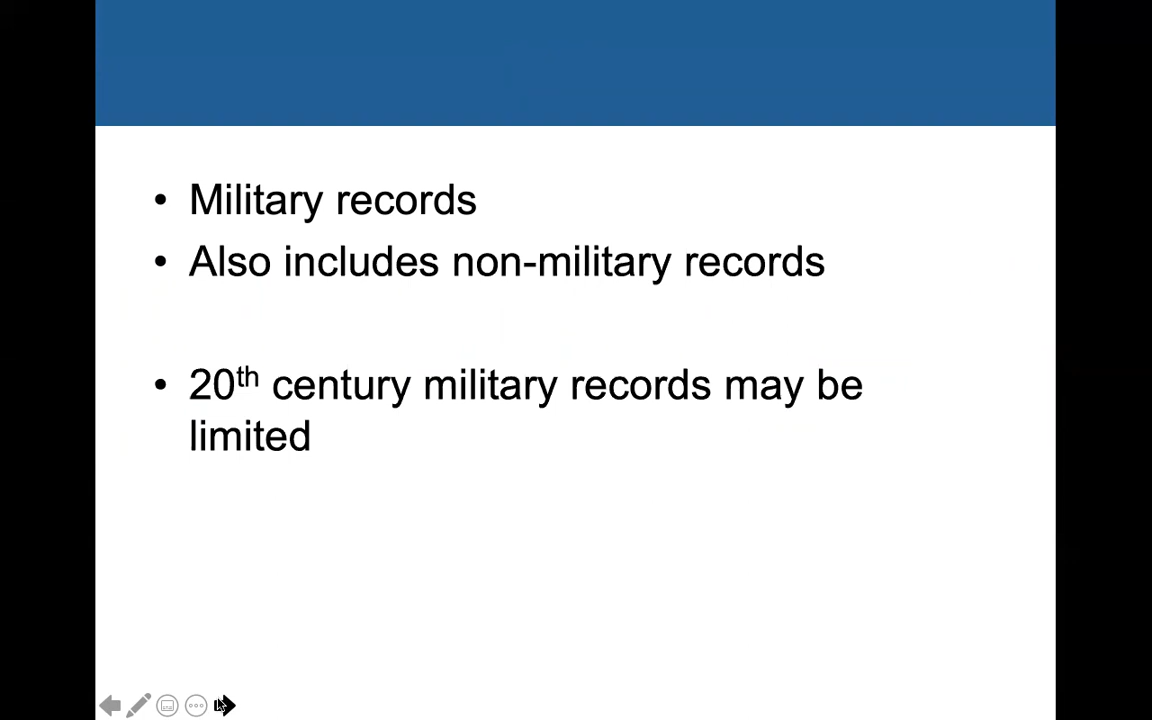 • Military records
• Also includes non-military records
• 20th century military records may be
limited